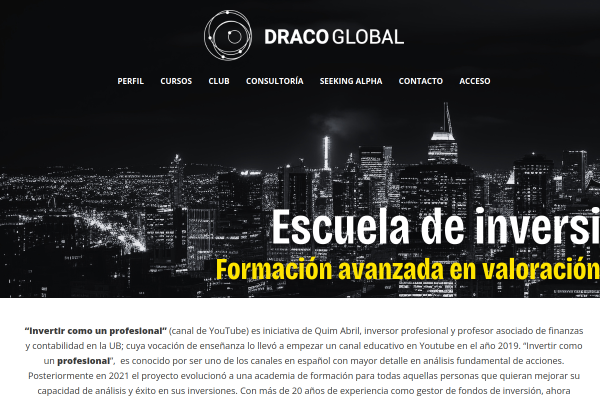 DRACO GLOBAL
PERFIL CURSOS CLUB CONSULTORÍA SEEKING ALPHA CONTACTO ACCESO
Escuela de inversi
Formación avanzada en valoración
“Invertir como un profesional” (canal de YouTube) es iniciativa de Quim Abril, inversor profesional y profesor asociado de finanzas
y contabilidad en la UB; cuya vocación de enseñanza lo llevó a empezar un canal educativo en Youtube en el año 2019. “Invertir como
un profesional”, es conocido por ser uno de los canales en español con mayor detalle en análisis fundamental de acciones.
Posteriormente en 2021 el proyecto evolucionó a una academia de formación para todas aquellas personas que quieran mejorar su
capacidad de análisis y éxito en sus inversiones. Con más de 20 años de experiencia como gestor de fondos de inversión, ahora